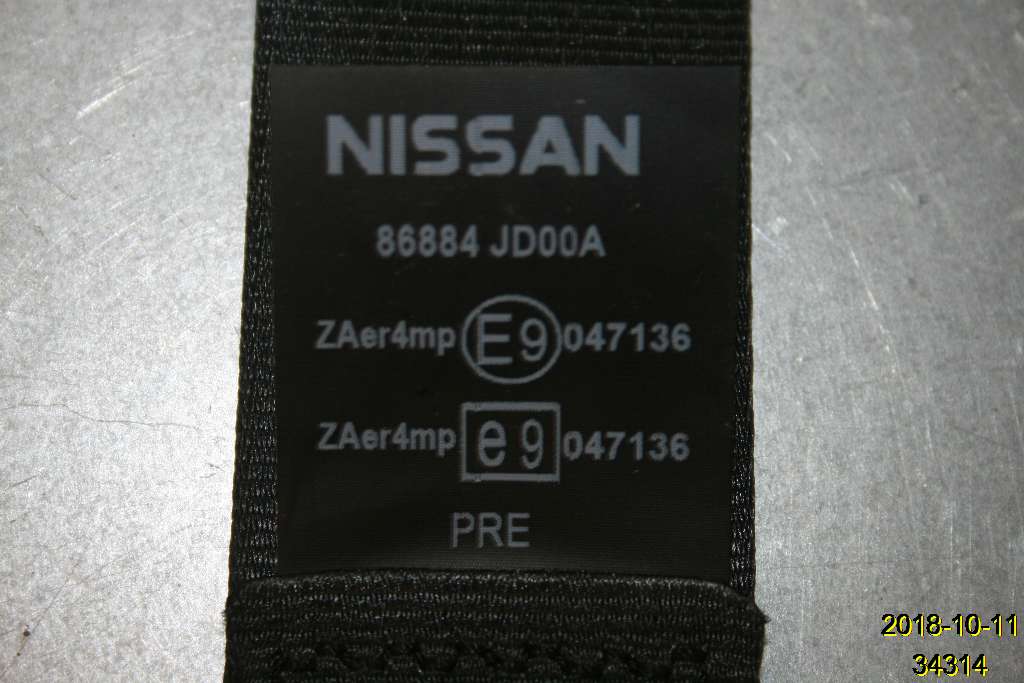 NISSAN
86884 JD00A
ZAer4mp E9 047136
ZAer4mp e9 047136
PRE
2018-10-11
34314